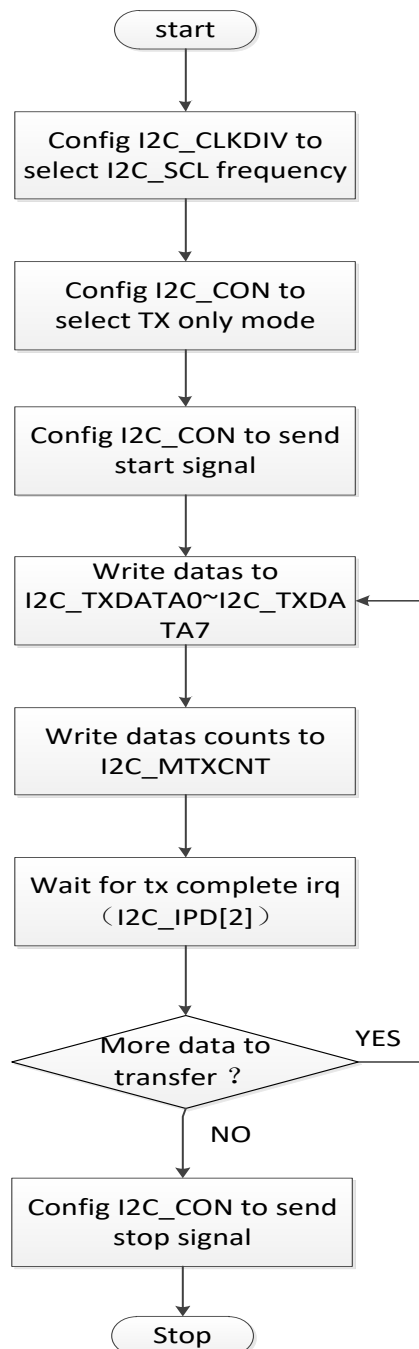 start
Config I2C_CLKDIV to
select I2C_SCL frequency
Config I2C_CON to
select TX only mode
Config I2C_CON to send
start signal
Write datas to
I2C_TXDATA0~I2C_TXDA
TA7
Write datas counts to
I2C_MTXCNT
Wait for tx complete irq
（I2C_IPD[2]）
More data to
transfer ？
YES
NO
Config I2C_CON to send
stop signal
Stop